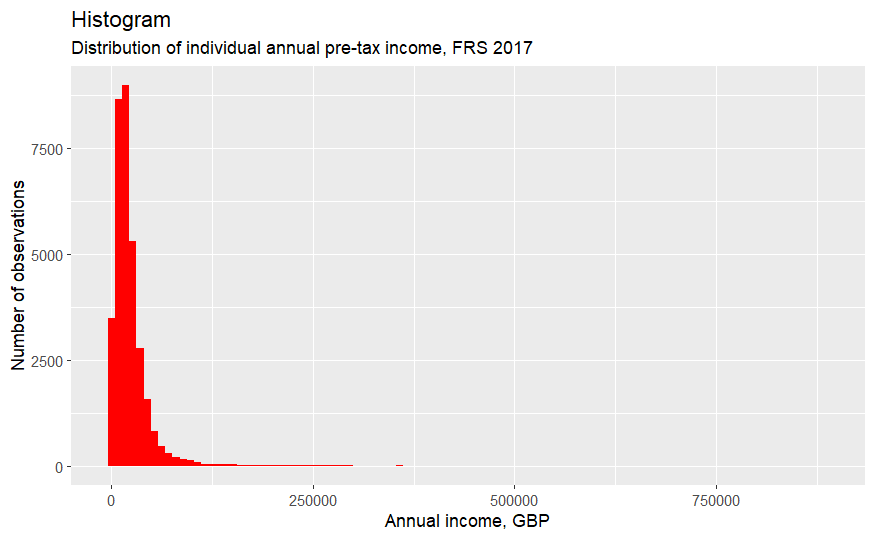 Histogram
Distribution of individual annual pre-tax income, FRS 2017
Number of observations
7500
5000
2500
0
0 250000 500000 750000
Annual income, GBP